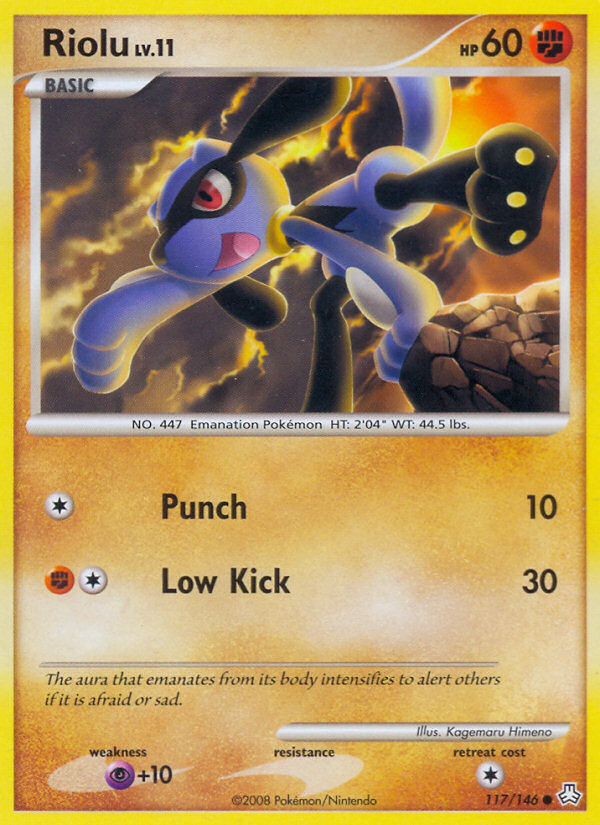 Riolu LV.11
HP 60
BASIC
NO. 447 Emanation Pokémon HT: 2'04" WT: 44.5 lbs.
Punch 10
Low Kick 30
The aura that emanates from its body intensifies to alert others
if it is afraid or sad.
Illus. Kagemaru Himeno
weakness resistance retreat cost
+10
©2008 Pokémon/Nintendo 117/146